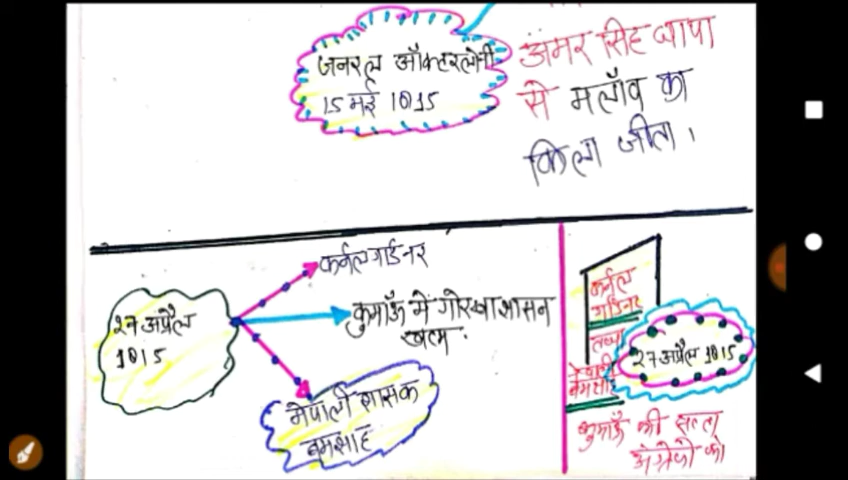 जनरल ऑक्टरलोनी
15 मई 1815
अमर सिंह थापा
से मलॉव का
किला जीता।
27 अप्रैल
1815
कर्नल गार्डनर
कुमाऊँ में गोरखा शासन
खत्म.
नेपाली शासक
बमशाह
कर्नल
गार्डनर
तथा
नेपाली
बमशाह
27 अप्रैल 1815
कुमाऊँ की सत्ता
अंग्रेजों को